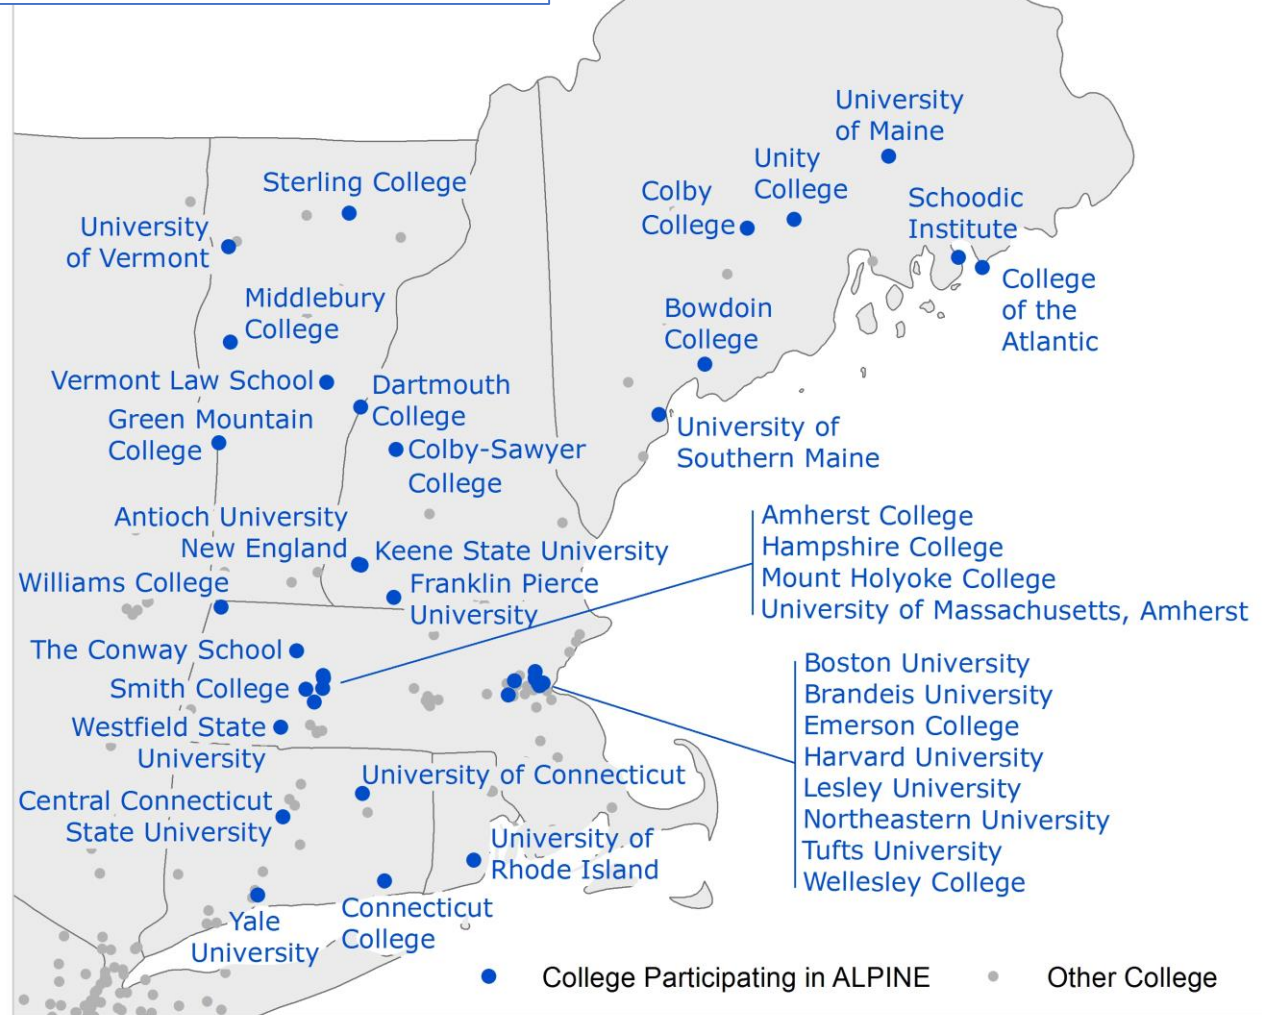 University
of Maine
Unity
College
Colby
College
Schoodic
Institute
College
of the
Atlantic
Sterling College
University
of Vermont
Middlebury
College
Bowdoin
College
Vermont Law School
Dartmouth
College
Green Mountain
College
Colby-Sawyer
College
University of
Southern Maine
Antioch University
New England
Keene State University
Franklin Pierce
University
Williams College
Amherst College
Hampshire College
Mount Holyoke College
University of Massachusetts, Amherst
The Conway School
Smith College
Westfield State
University
Boston University
Brandeis University
Emerson College
Harvard University
Lesley University
Northeastern University
Tufts University
Wellesley College
University of Connecticut
Central Connecticut
State University
University of
Rhode Island
Yale
University
Connecticut
College
College Participating in ALPINE
Other College